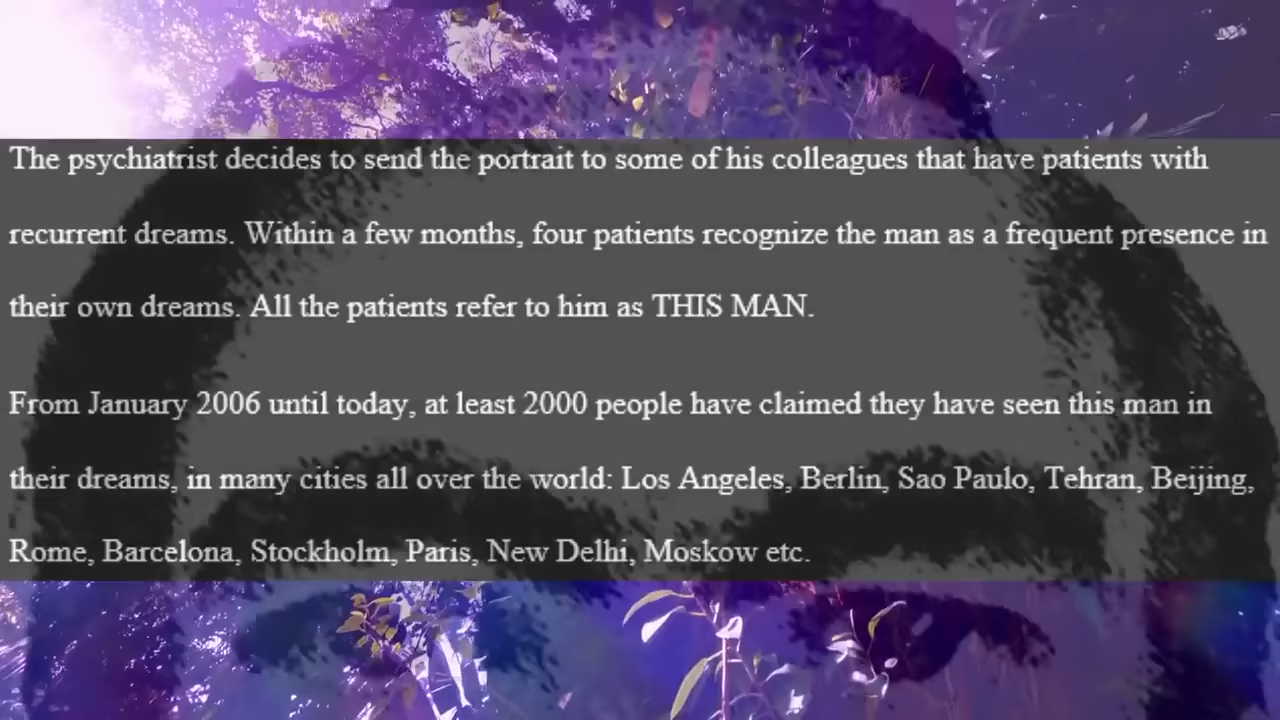 The psychiatrist decides to send the portrait to some of his colleagues that have patients with
recurrent dreams. Within a few months, four patients recognize the man as a frequent presence in
their own dreams. All the patients refer to him as THIS MAN.
From January 2006 until today, at least 2000 people have claimed they have seen this man in
their dreams, in many cities all over the world: Los Angeles, Berlin, Sao Paulo, Tehran, Beijing,
Rome, Barcelona, Stockholm, Paris, New Delhi, Moskow etc.